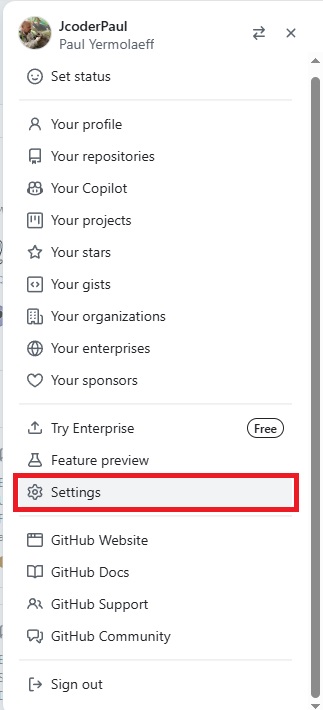 JcoderPaul
Paul Yermolaeff
Set status
Your profile
Your repositories
Your Copilot
Your projects
Your stars
Your gists
Your organizations
Your enterprises
Your sponsors
Try Enterprise Free
Feature preview
Settings
GitHub Website
GitHub Docs
GitHub Support
GitHub Community
Sign out